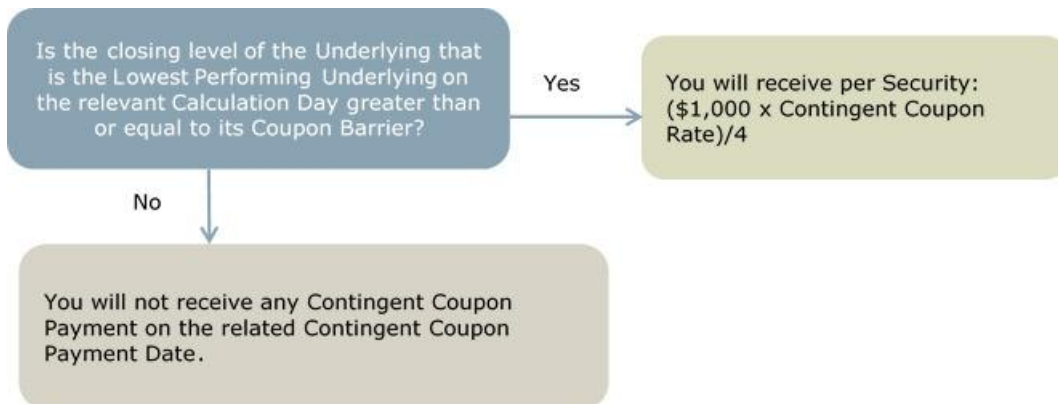 Is the closing level of the Underlying that
is the Lowest Performing Underlying on
the relevant Calculation Day greater than
or equal to its Coupon Barrier?
Yes
You will receive per Security:
($1,000 x Contingent Coupon
Rate)/4
No
You will not receive any Contingent Coupon
Payment on the related Contingent Coupon
Payment Date.